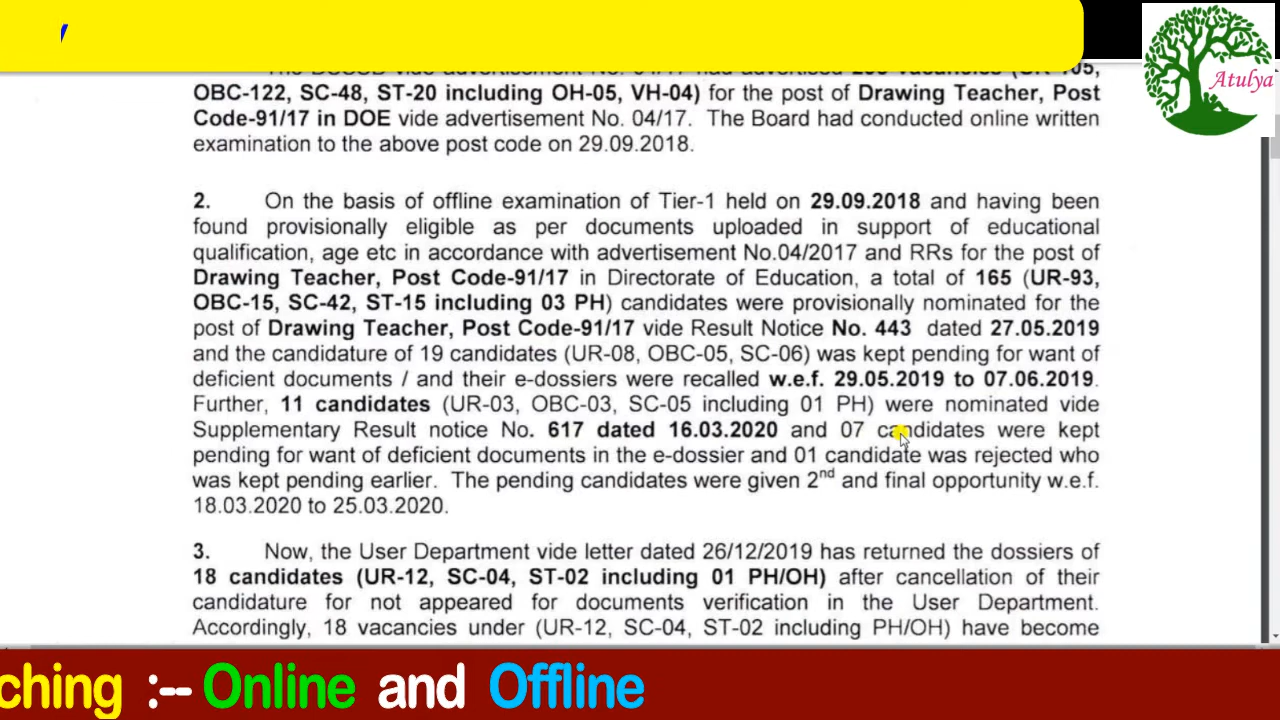 Atulya
OBC-122, SC-48, ST-20 including OH-05, VH-04) for the post of Drawing Teacher, Post
Code-91/17 in DOE vide advertisement No. 04/17. The Board had conducted online written
examination to the above post code on 29.09.2018.
2. On the basis of offline examination of Tier-1 held on 29.09.2018 and having been
found provisionally eligible as per documents uploaded in support of educational
qualification, age etc in accordance with advertisement No.04/2017 and RRs for the post of
Drawing Teacher, Post Code-91/17 in Directorate of Education, a total of 165 (UR-93,
OBC-15, SC-42, ST-15 including 03 PH) candidates were provisionally nominated for the
post of Drawing Teacher, Post Code-91/17 vide Result Notice No. 443 dated 27.05.2019
and the candidature of 19 candidates (UR-08, OBC-05, SC-06) was kept pending for want of
deficient documents / and their e-dossiers were recalled w.e.f. 29.05.2019 to 07.06.2019.
Further, 11 candidates (UR-03, OBC-03, SC-05 including 01 PH) were nominated vide
Supplementary Result notice No. 617 dated 16.03.2020 and 07 candidates were kept
pending for want of deficient documents in the e-dossier and 01 candidate was rejected who
was kept pending earlier. The pending candidates were given 2nd and final opportunity w.e.f.
18.03.2020 to 25.03.2020.
3. Now, the User Department vide letter dated 26/12/2019 has returned the dossiers of
18 candidates (UR-12, SC-04, ST-02 including 01 PH/OH) after cancellation of their
candidature for not appeared for documents verification in the User Department.
Accordingly, 18 vacancies under (UR-12, SC-04, ST-02 including PH/OH) have become
ching :-- Online and Offline